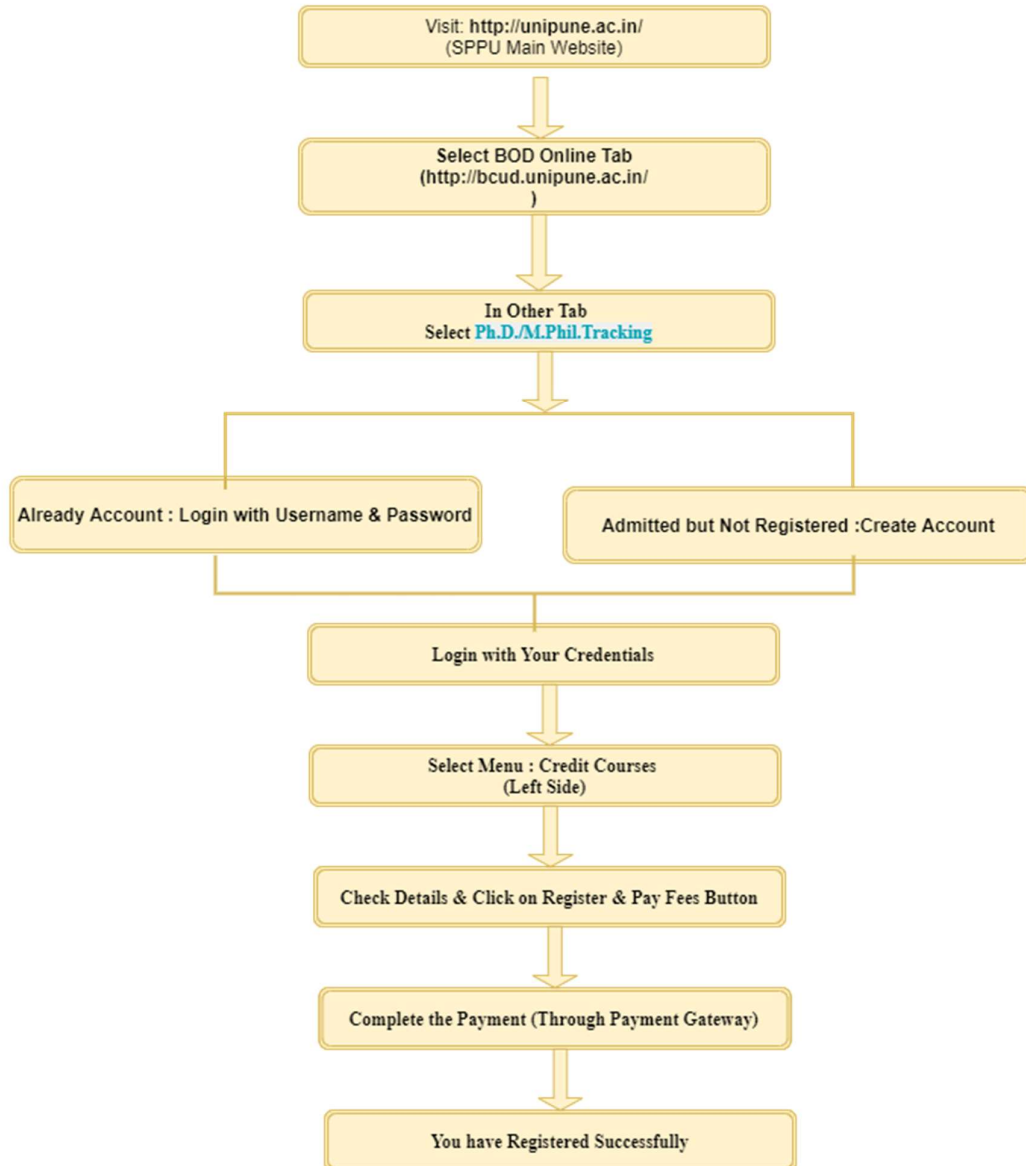 Visit: http://unipune.ac.in/
(SPPU Main Website)
Select BOD Online Tab
(http://bcud.unipune.ac.in/
)
In Other Tab
Select Ph.D./M.Phil.Tracking
Already Account : Login with Username & Password
Admitted but Not Registered :Create Account
Login with Your Credentials
Select Menu : Credit Courses
(Left Side)
Check Details & Click on Register & Pay Fees Button
Complete the Payment (Through Payment Gateway)
You have Registered Successfully